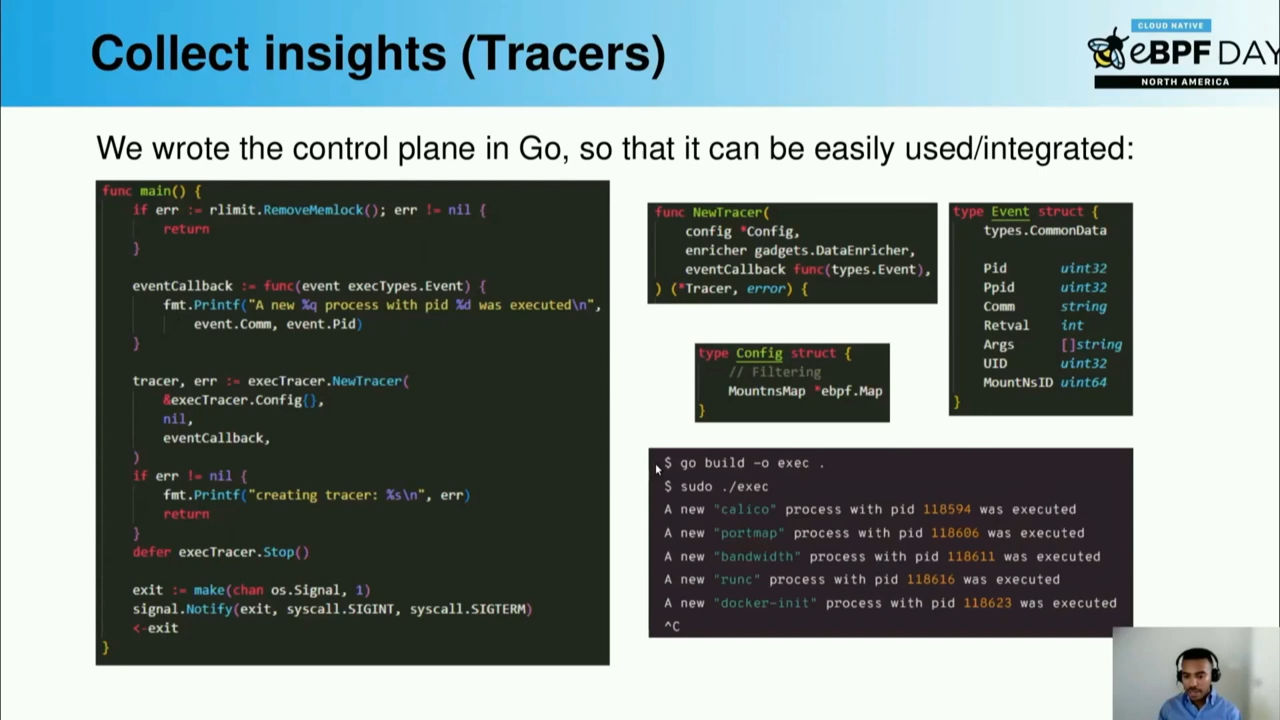 Collect insights (Tracers)
CLOUD NATIVE
eBPF DAY
NORTH AMERICA
We wrote the control plane in Go, so that it can be easily used/integrated:
func main() {
    if err := rlimit.RemoveMemlock(); err != nil {
        return
    }

    eventCallback := func(event execTypes.Event) {
        fmt.Printf("A new %q process with pid %d was executed\n",
            event.Comm, event.Pid)
    }

    tracer, err := execTracer.NewTracer(
        &execTracer.Config{},
        nil,
        eventCallback,
    )
    if err != nil {
        fmt.Printf("creating tracer: %s\n", err)
        return
    }
    defer execTracer.Stop()

    exit := make(chan os.Signal, 1)
    signal.Notify(exit, syscall.SIGINT, syscall.SIGTERM)
    <-exit
}
func NewTracer(
    config *Config,
    enricher gadgets.DataEnricher,
    eventCallback func(types.Event),
) (*Tracer, error) {
type Event struct {
    types.CommonData

    Pid uint32
    Ppid uint32
    Comm string
    Retval int
    Args []string
    UID uint32
    MountNsID uint64
}
type Config struct {
    // Filtering
    MountnsMap *ebpf.Map
}
$ go build -o exec .
$ sudo ./exec
A new "calico" process with pid 118594 was executed
A new "portmap" process with pid 118606 was executed
A new "bandwidth" process with pid 118611 was executed
A new "runc" process with pid 118616 was executed
A new "docker-init" process with pid 118623 was executed
^C